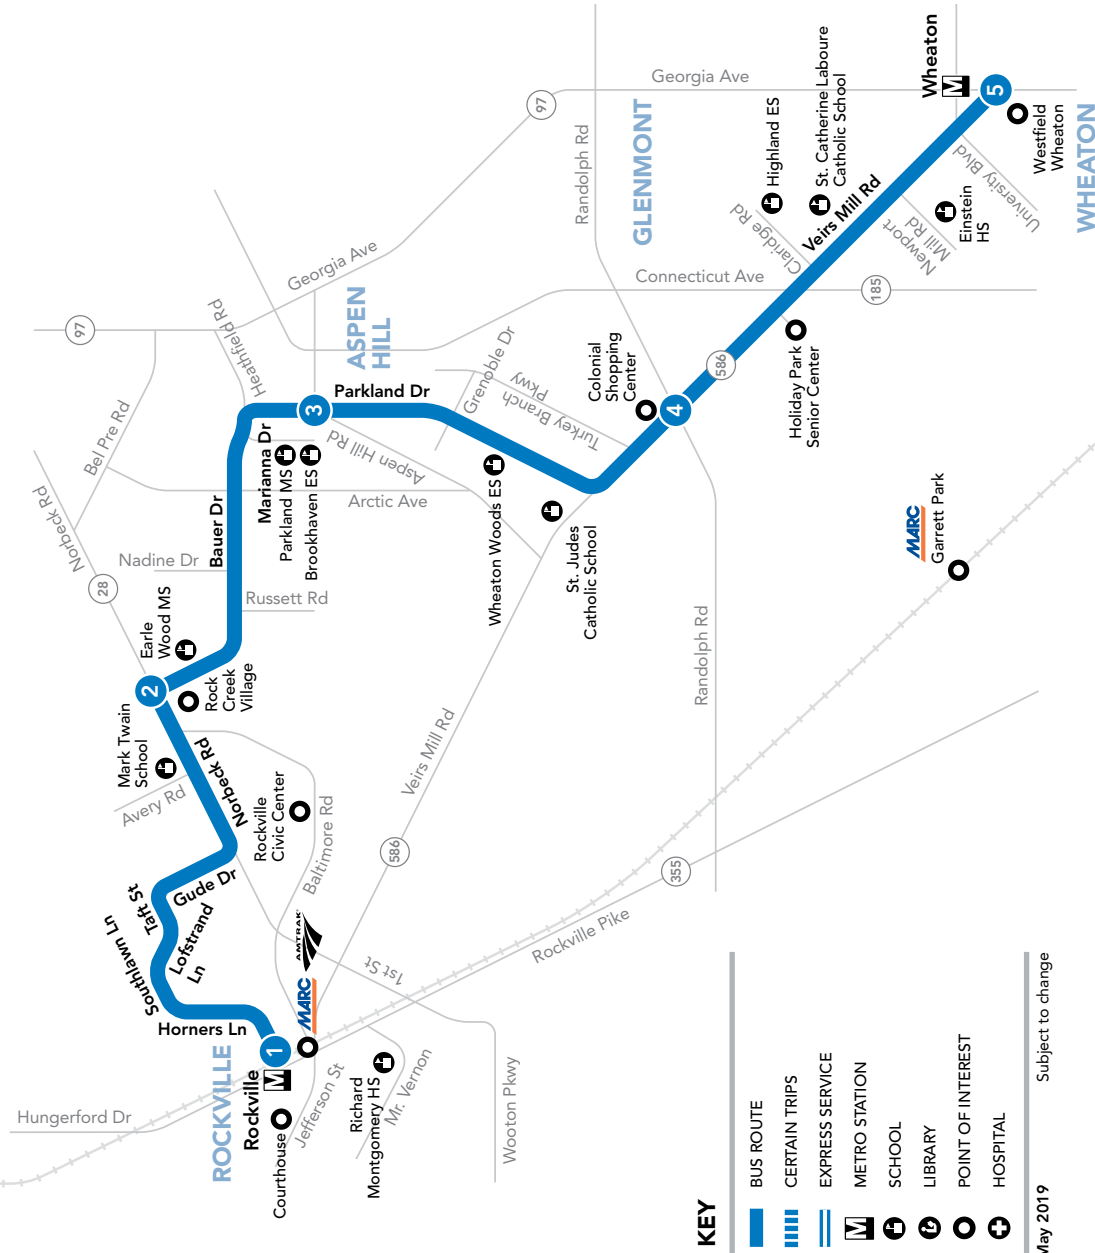 Georgia Ave
97
Randolph Rd
GLENMONT
Wheaton
M
5
Westfield
Wheaton
WHEATON
Highland ES
St. Catherine Laboure
Catholic School
Claridge Rd
Veirs Mill Rd
University Blvd
Newport
Mill Rd
Einstein
HS
Connecticut Ave
185
Georgia Ave
97
Heathfield Rd
ASPEN
HILL
Parkland Dr
3
Grenoble Dr
Turkey Branch
Pkwy
Colonial
Shopping
Center
4
586
Holiday Park
Senior Center
Bel Pre Rd
Norbeck Rd
28
Nadine Dr
Bauer Dr
Marianna Dr
Parkland MS
Brookhaven ES
Aspen Hill Rd
Arctic Ave
Russett Rd
Wheaton Woods ES
St. Judes
Catholic School
Randolph Rd
MARC
Garrett Park
Earle
Wood MS
2
Rock
Creek
Village
Mark Twain
School
Avery Rd
Norbeck Rd
Rockville
Civic Center
Baltimore Rd
Veirs Mill Rd
586
355
Rockville Pike
Gude Dr
Taft St
Lofstrand
Ln
Southlawn Ln
Horners Ln
AMTRAK
MARC
1st St
ROCKVILLE
Rockville
M
1
Hungerford Dr
Courthouse
Jefferson St
Richard
Montgomery HS
Mr. Vernon
Wooton Pkwy
KEY
BUS ROUTE
CERTAIN TRIPS
EXPRESS SERVICE
M
METRO STATION
SCHOOL
LIBRARY
POINT OF INTEREST
HOSPITAL
May 2019
Subject to change